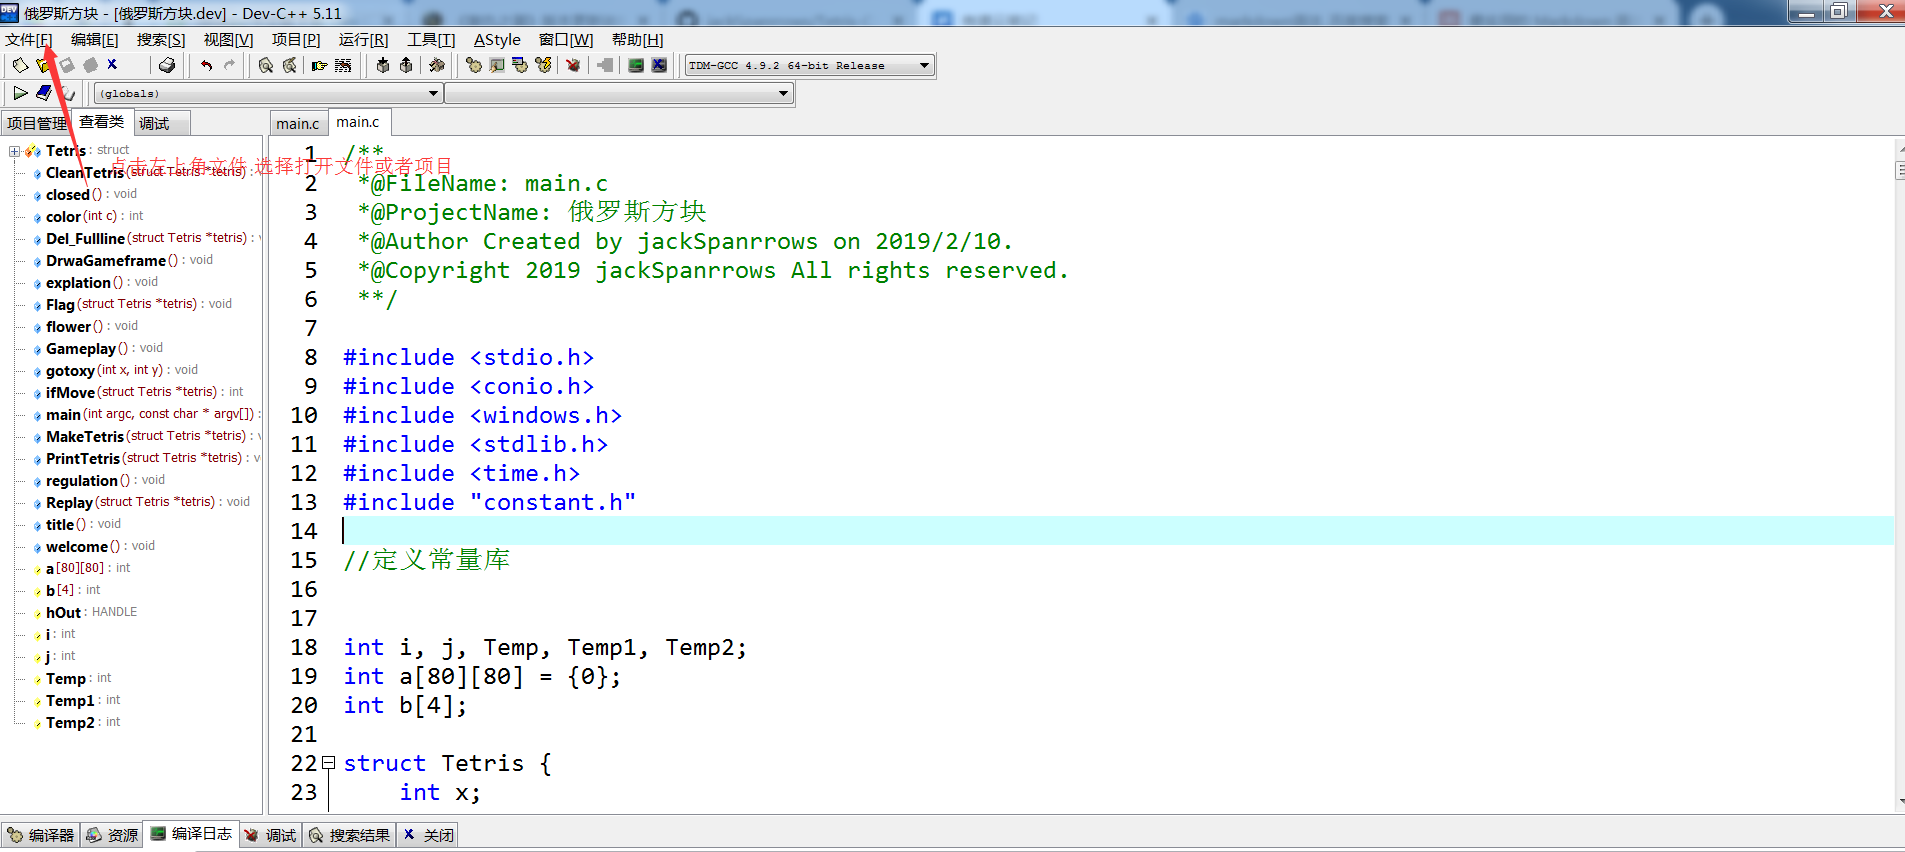 俄罗斯方块 - [俄罗斯方块.dev] - Dev-C++ 5.11
文件[F] 编辑[E] 搜索[S] 视图[V] 项目[P] 运行[R] 工具[T] AStyle 窗口[W] 帮助[H]
TDM-GCC 4.9.2 64-bit Release
(globals)
项目管理 查看类 调试
main.c main.c
点击左上角文件,选择打开文件或者项目
Tetris : struct
CleanTetris (struct Tetris *tetris) :
closed () : void
color (int c) : int
Del_Fullline (struct Tetris *tetris) :
DrwaGameframe () : void
explation () : void
Flag (struct Tetris *tetris) : void
flower () : void
Gameplay () : void
gotoxy (int x, int y) : void
ifMove (struct Tetris *tetris) : int
main (int argc, const char * argv[]) :
MakeTetris (struct Tetris *tetris) : v
PrintTetris (struct Tetris *tetris) : v
regulation () : void
Replay (struct Tetris *tetris) : void
title () : void
welcome () : void
a [80][80] : int
b [4] : int
hOut : HANDLE
i : int
j : int
Temp : int
Temp1 : int
Temp2 : int
1 /**
2 *@FileName: main.c
3 *@ProjectName: 俄罗斯方块
4 *@Author Created by jackSpanrrows on 2019/2/10.
5 *@Copyright 2019 jackSpanrrows All rights reserved.
6 **/
7
8 #include <stdio.h>
9 #include <conio.h>
10 #include <windows.h>
11 #include <stdlib.h>
12 #include <time.h>
13 #include "constant.h"
14
15 //定义常量库
16
17
18 int i, j, Temp, Temp1, Temp2;
19 int a[80][80] = {0};
20 int b[4];
21
22 struct Tetris {
23 int x;
编译器 资源 编译日志 调试 搜索结果 关闭